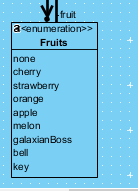 fruit
a<enumeration>>
Fruits
none
cherry
strawberry
orange
apple
melon
galaxianBoss
bell
key